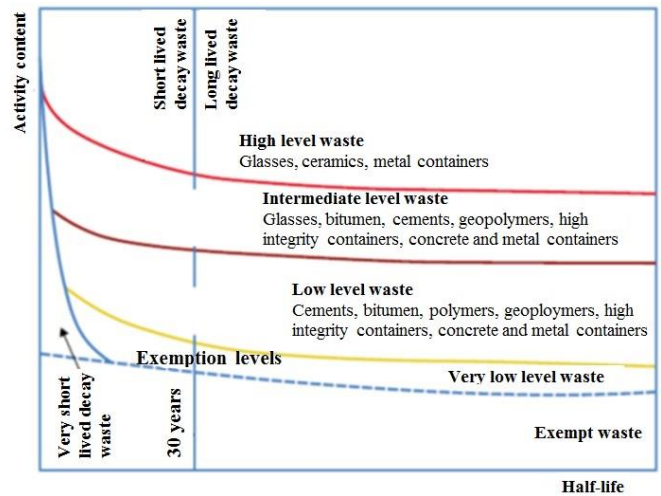 Activity content
Short lived
decay waste
Long lived
decay waste
High level waste
Glasses, ceramics, metal containers
Intermediate level waste
Glasses, bitumen, cements, geopolymers, high
integrity containers, concrete and metal containers
Low level waste
Cements, bitumen, polymers, geoploymers, high
integrity containers, concrete and metal containers
Exemption levels
Very low level waste
Very short
lived decay
waste
30 years
Exempt waste
Half-life